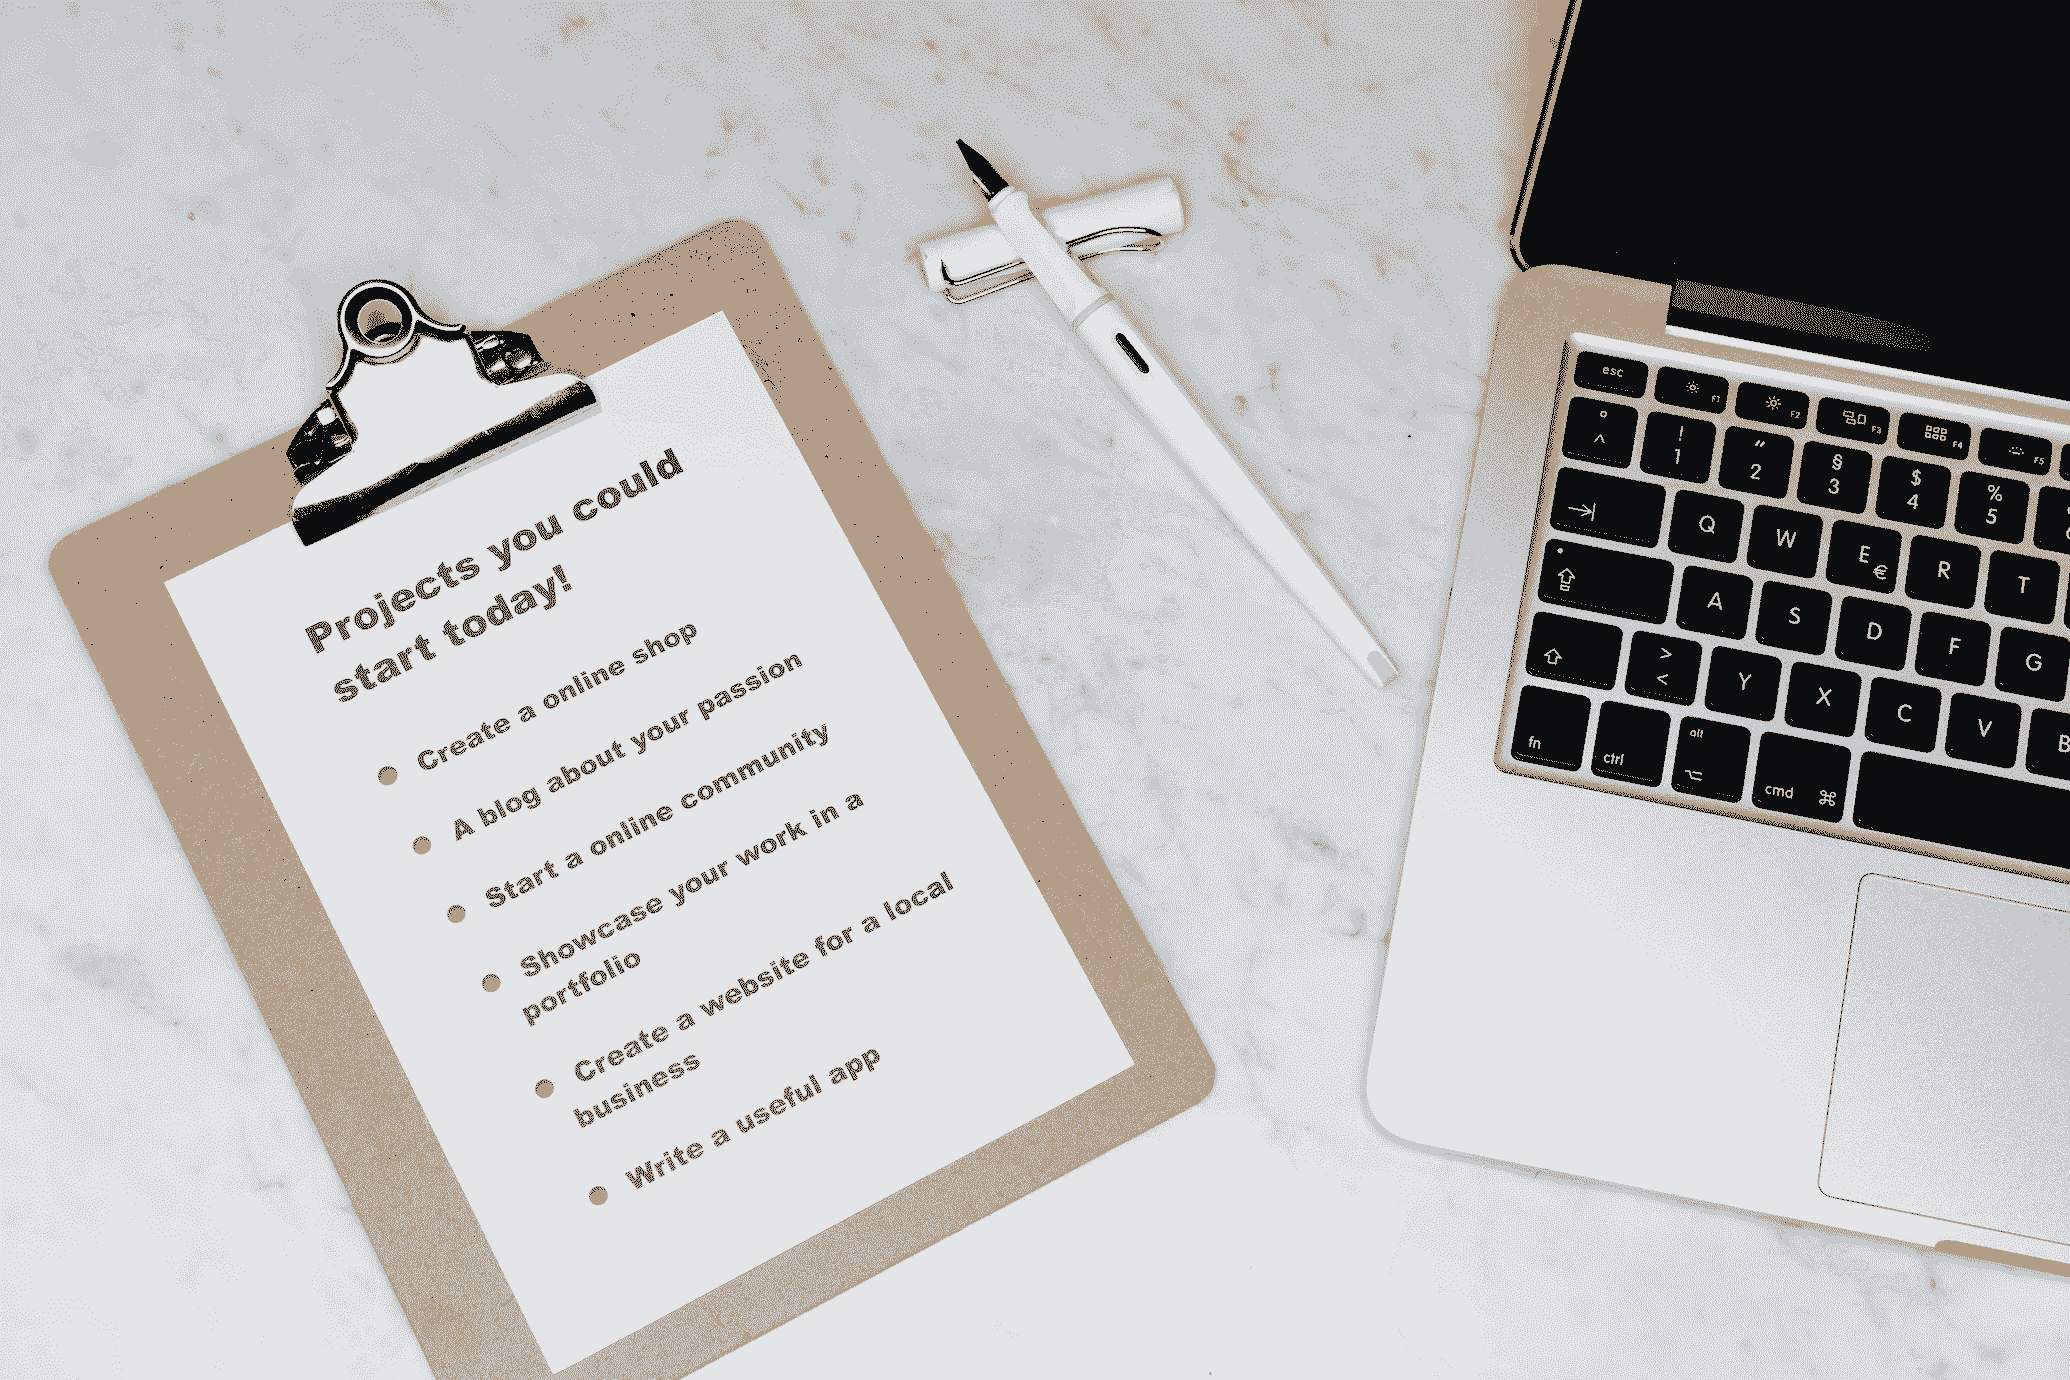 Projects you could
start today!
Create a online shop
A blog about your passion
Start a online community
Showcase your work in a
portfolio
Create a website for a local
business
Write a useful app
esc
F1
F2
F3
F4
F5
°
^
!
1
"
2
§
3
$
4
%
5
Q
W
E
€
R
T
A
S
D
F
G
>
<
Y
X
C
V
B
fn
ctrl
alt
cmd ⌘